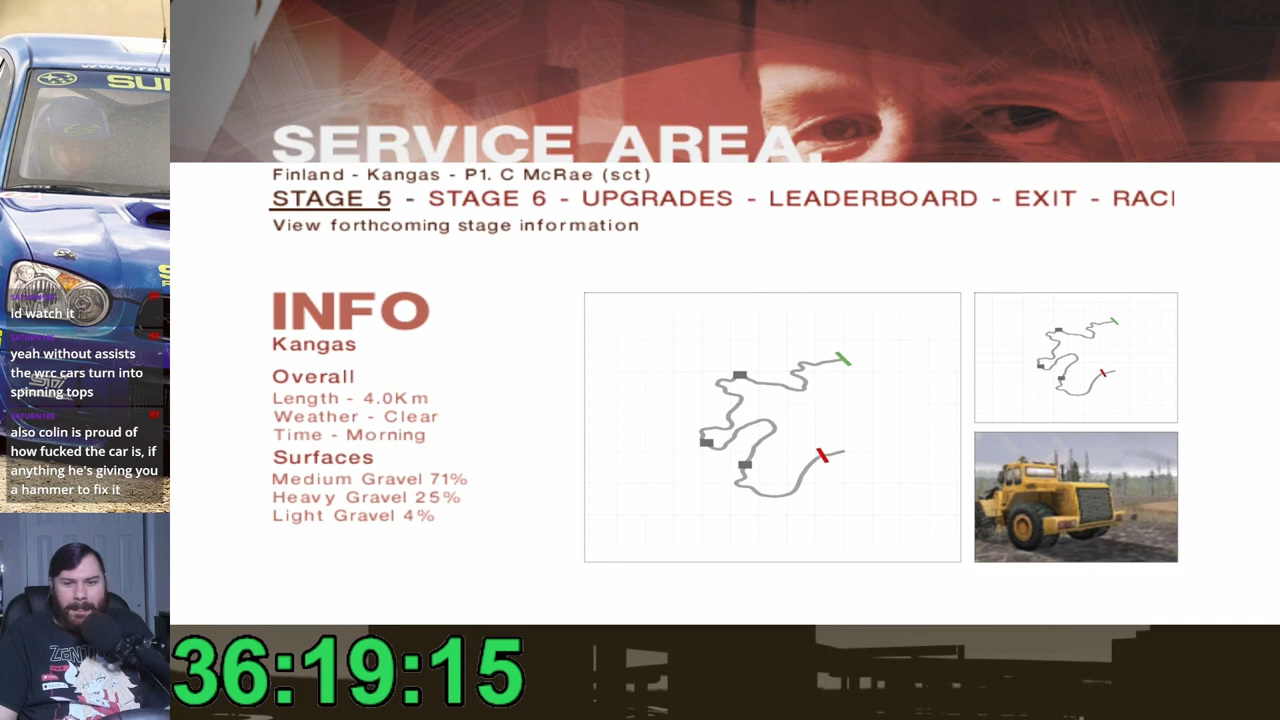 SERVICE AREA.
Finland - Kangas - P1. C McRae (sct)
STAGE 5 - STAGE 6 - UPGRADES - LEADERBOARD - EXIT - RACI
View forthcoming stage information
INFO
Kangas
Overall
Length - 4.0Km
Weather - Clear
Time - Morning
Surfaces
Medium Gravel 71%
Heavy Gravel 25%
Light Gravel 4%
SU
id watch it
yeah without assists
the wrc cars turn into
spinning tops
also colin is proud of
how fucked the car is, if
anything he's giving you
a hammer to fix it
36:19:15